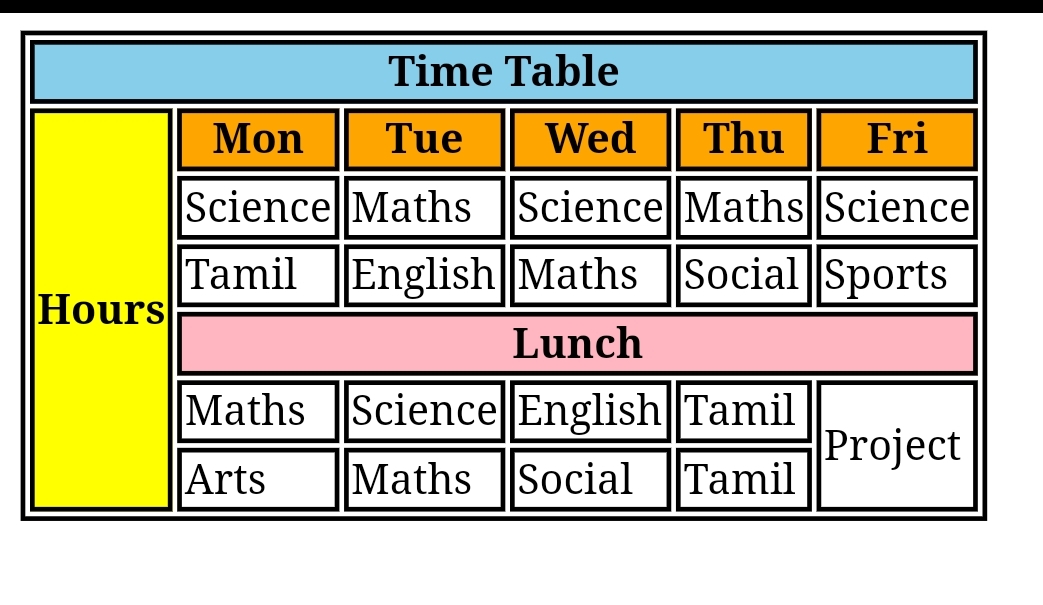 Time Table
Mon Tue Wed Thu Fri
Science Maths Science Maths Science
Tamil English Maths Social Sports
Hours
Lunch
Maths Science English Tamil
Project
Arts Maths Social Tamil